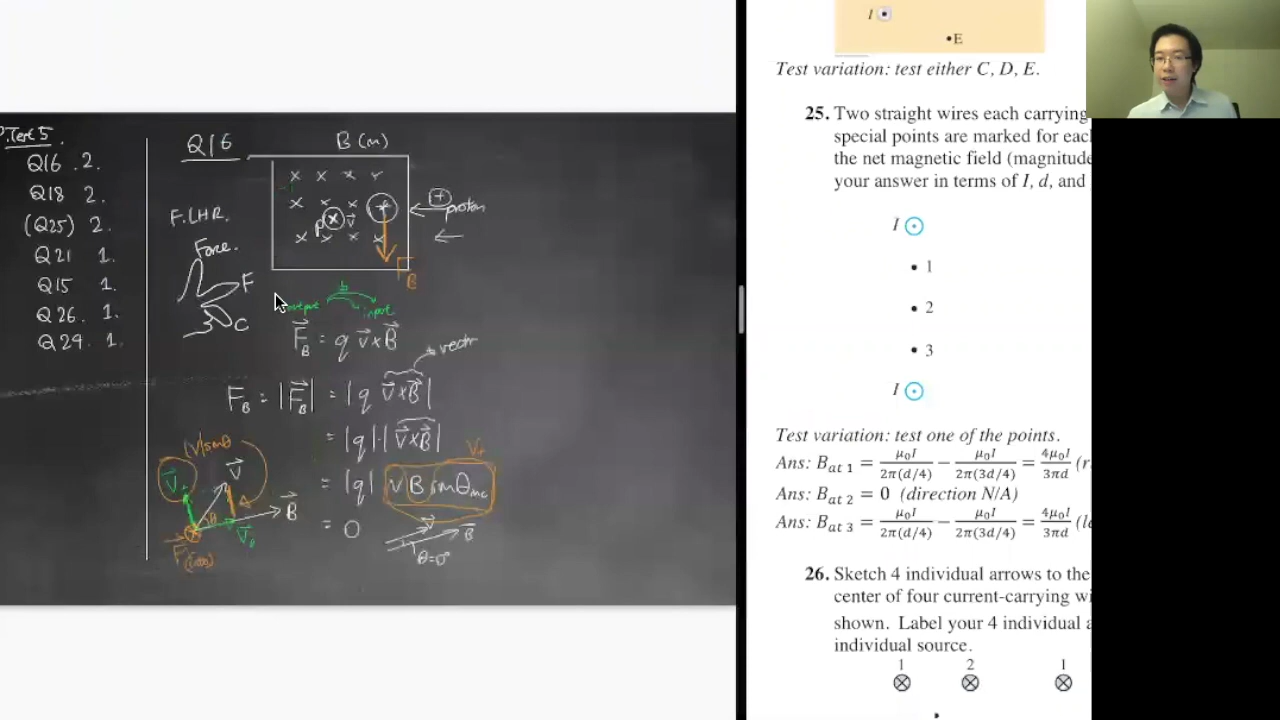 P.Test 5
Q16 . 2.
Q18 2.
(Q25) 2.
Q21 1.
Q15 1.
Q26. 1.
Q29. 1.
Q16
B (in)
x x x x
x x x x
x x x x
+
proton
p
v
F_B
F. LHR.
Force.
F
C
output input
F_B = q v×B
vector
F_B = |F_B| = |q v×B|
= |q|·|v×B|
= |q| v B sinθ_mc
= 0
|v|sinθ
v
B
θ
v
B
θ=0°
I
•E
Test variation: test either C, D, E.
25. Two straight wires each carrying
special points are marked for each
the net magnetic field (magnitude
your answer in terms of I, d, and
I
• 1
• 2
• 3
I
Test variation: test one of the points.
Ans: B_at 1 = μ₀I/2π(d/4) − μ₀I/2π(3d/4) = 4μ₀I/3πd (r
Ans: B_at 2 = 0 (direction N/A)
Ans: B_at 3 = μ₀I/2π(d/4) − μ₀I/2π(3d/4) = 4μ₀I/3πd (le
26. Sketch 4 individual arrows to the
center of four current-carrying wi
shown. Label your 4 individual a
individual source.
1 2 1